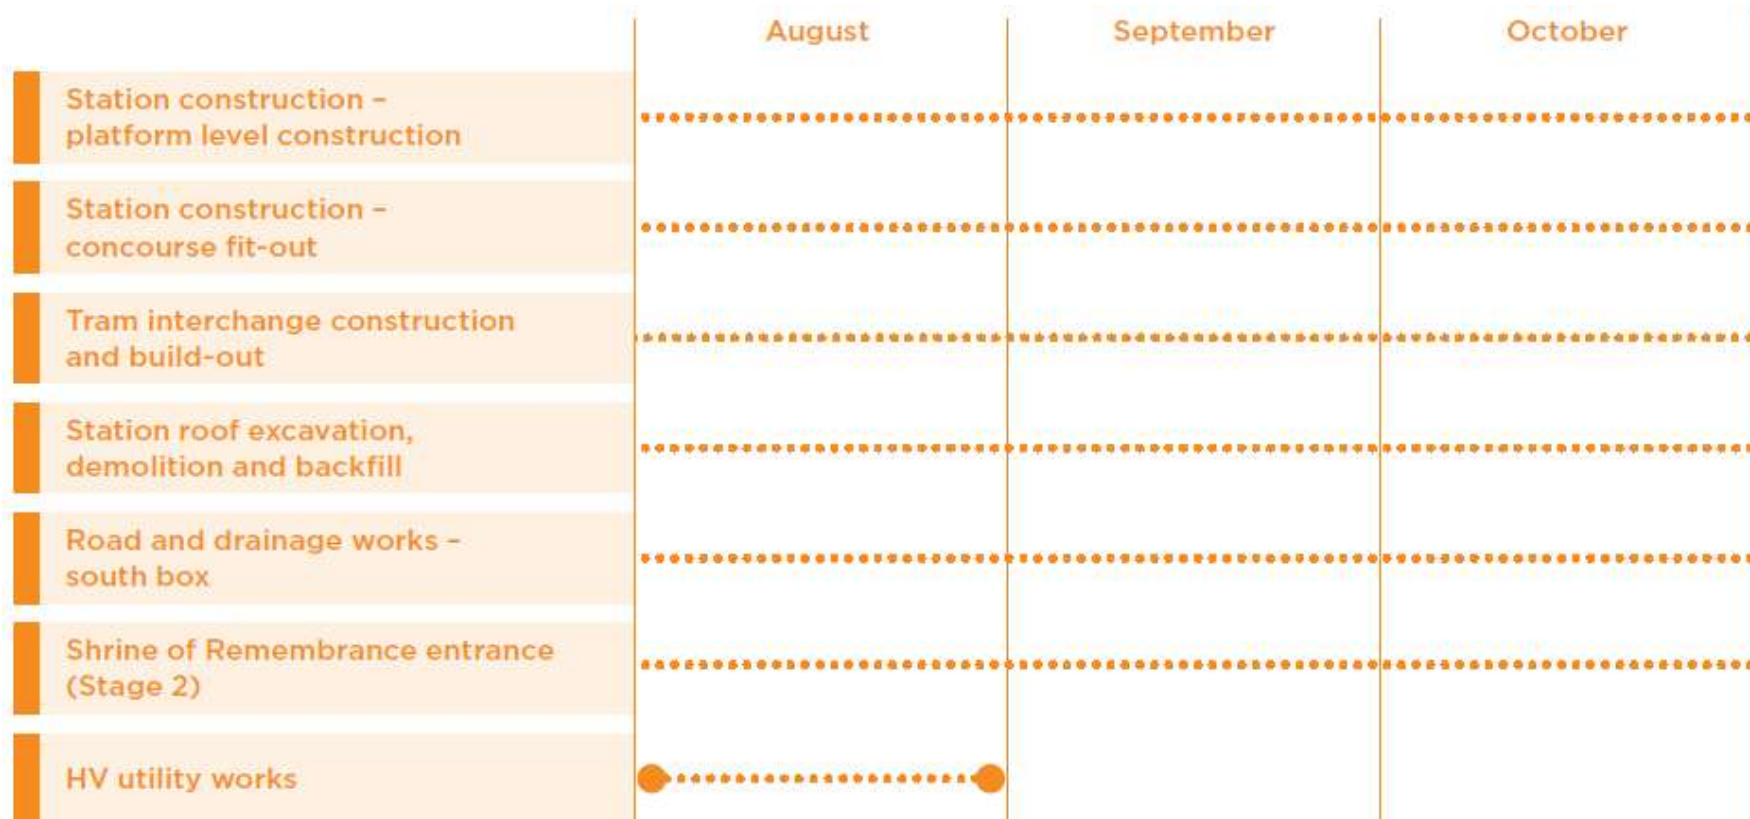 August September October
Station construction –
platform level construction
Station construction –
concourse fit-out
Tram interchange construction
and build-out
Station roof excavation,
demolition and backfill
Road and drainage works –
south box
Shrine of Remembrance entrance
(Stage 2)
HV utility works